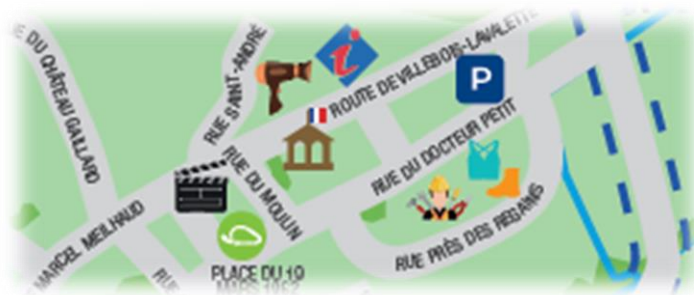 RUE DU CHÂTEAU GAILLARD
RUE SAINT-ANDRÉ
i
ROUTE DE VILLEBOIS-LAVALETTE
P
RUE DU DOCTEUR PETIT
RUE DU MOULIN
MARCEL MEILHAUD
RUE PRÈS DES REGAINS
PLACE DU 19
MARS 1962
RUE